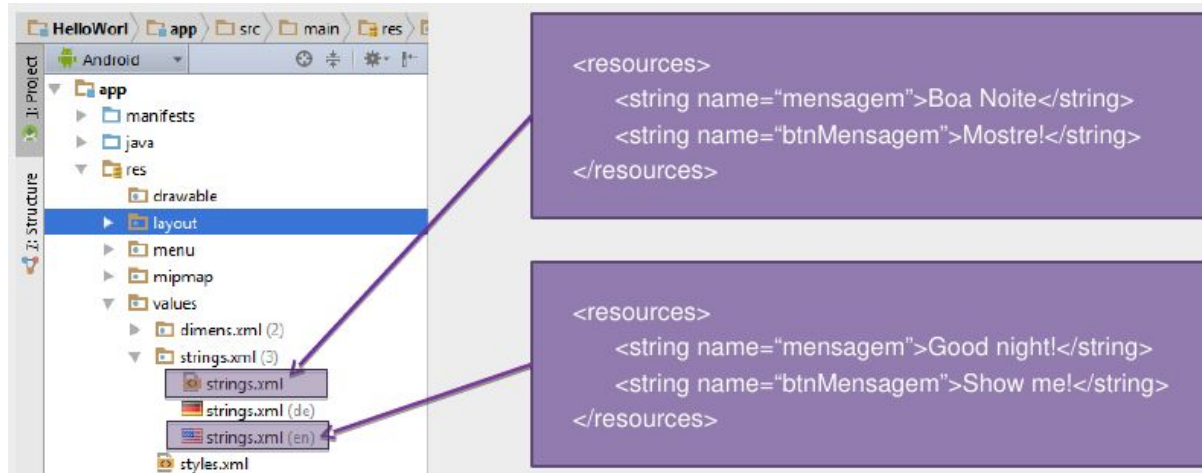 HelloWorl app src main res
Android
1: Project
7: Structure
app
manifests
java
res
drawable
layout
menu
mipmap
values
dimens.xml (2)
strings.xml (3)
strings.xml
strings.xml (de)
strings.xml (en)
styles.xml
<resources>
<string name=“mensagem”>Boa Noite</string>
<string name=“btnMensagem”>Mostre!</string>
</resources>
<resources>
<string name=“mensagem”>Good night!</string>
<string name=“btnMensagem”>Show me!</string>
</resources>